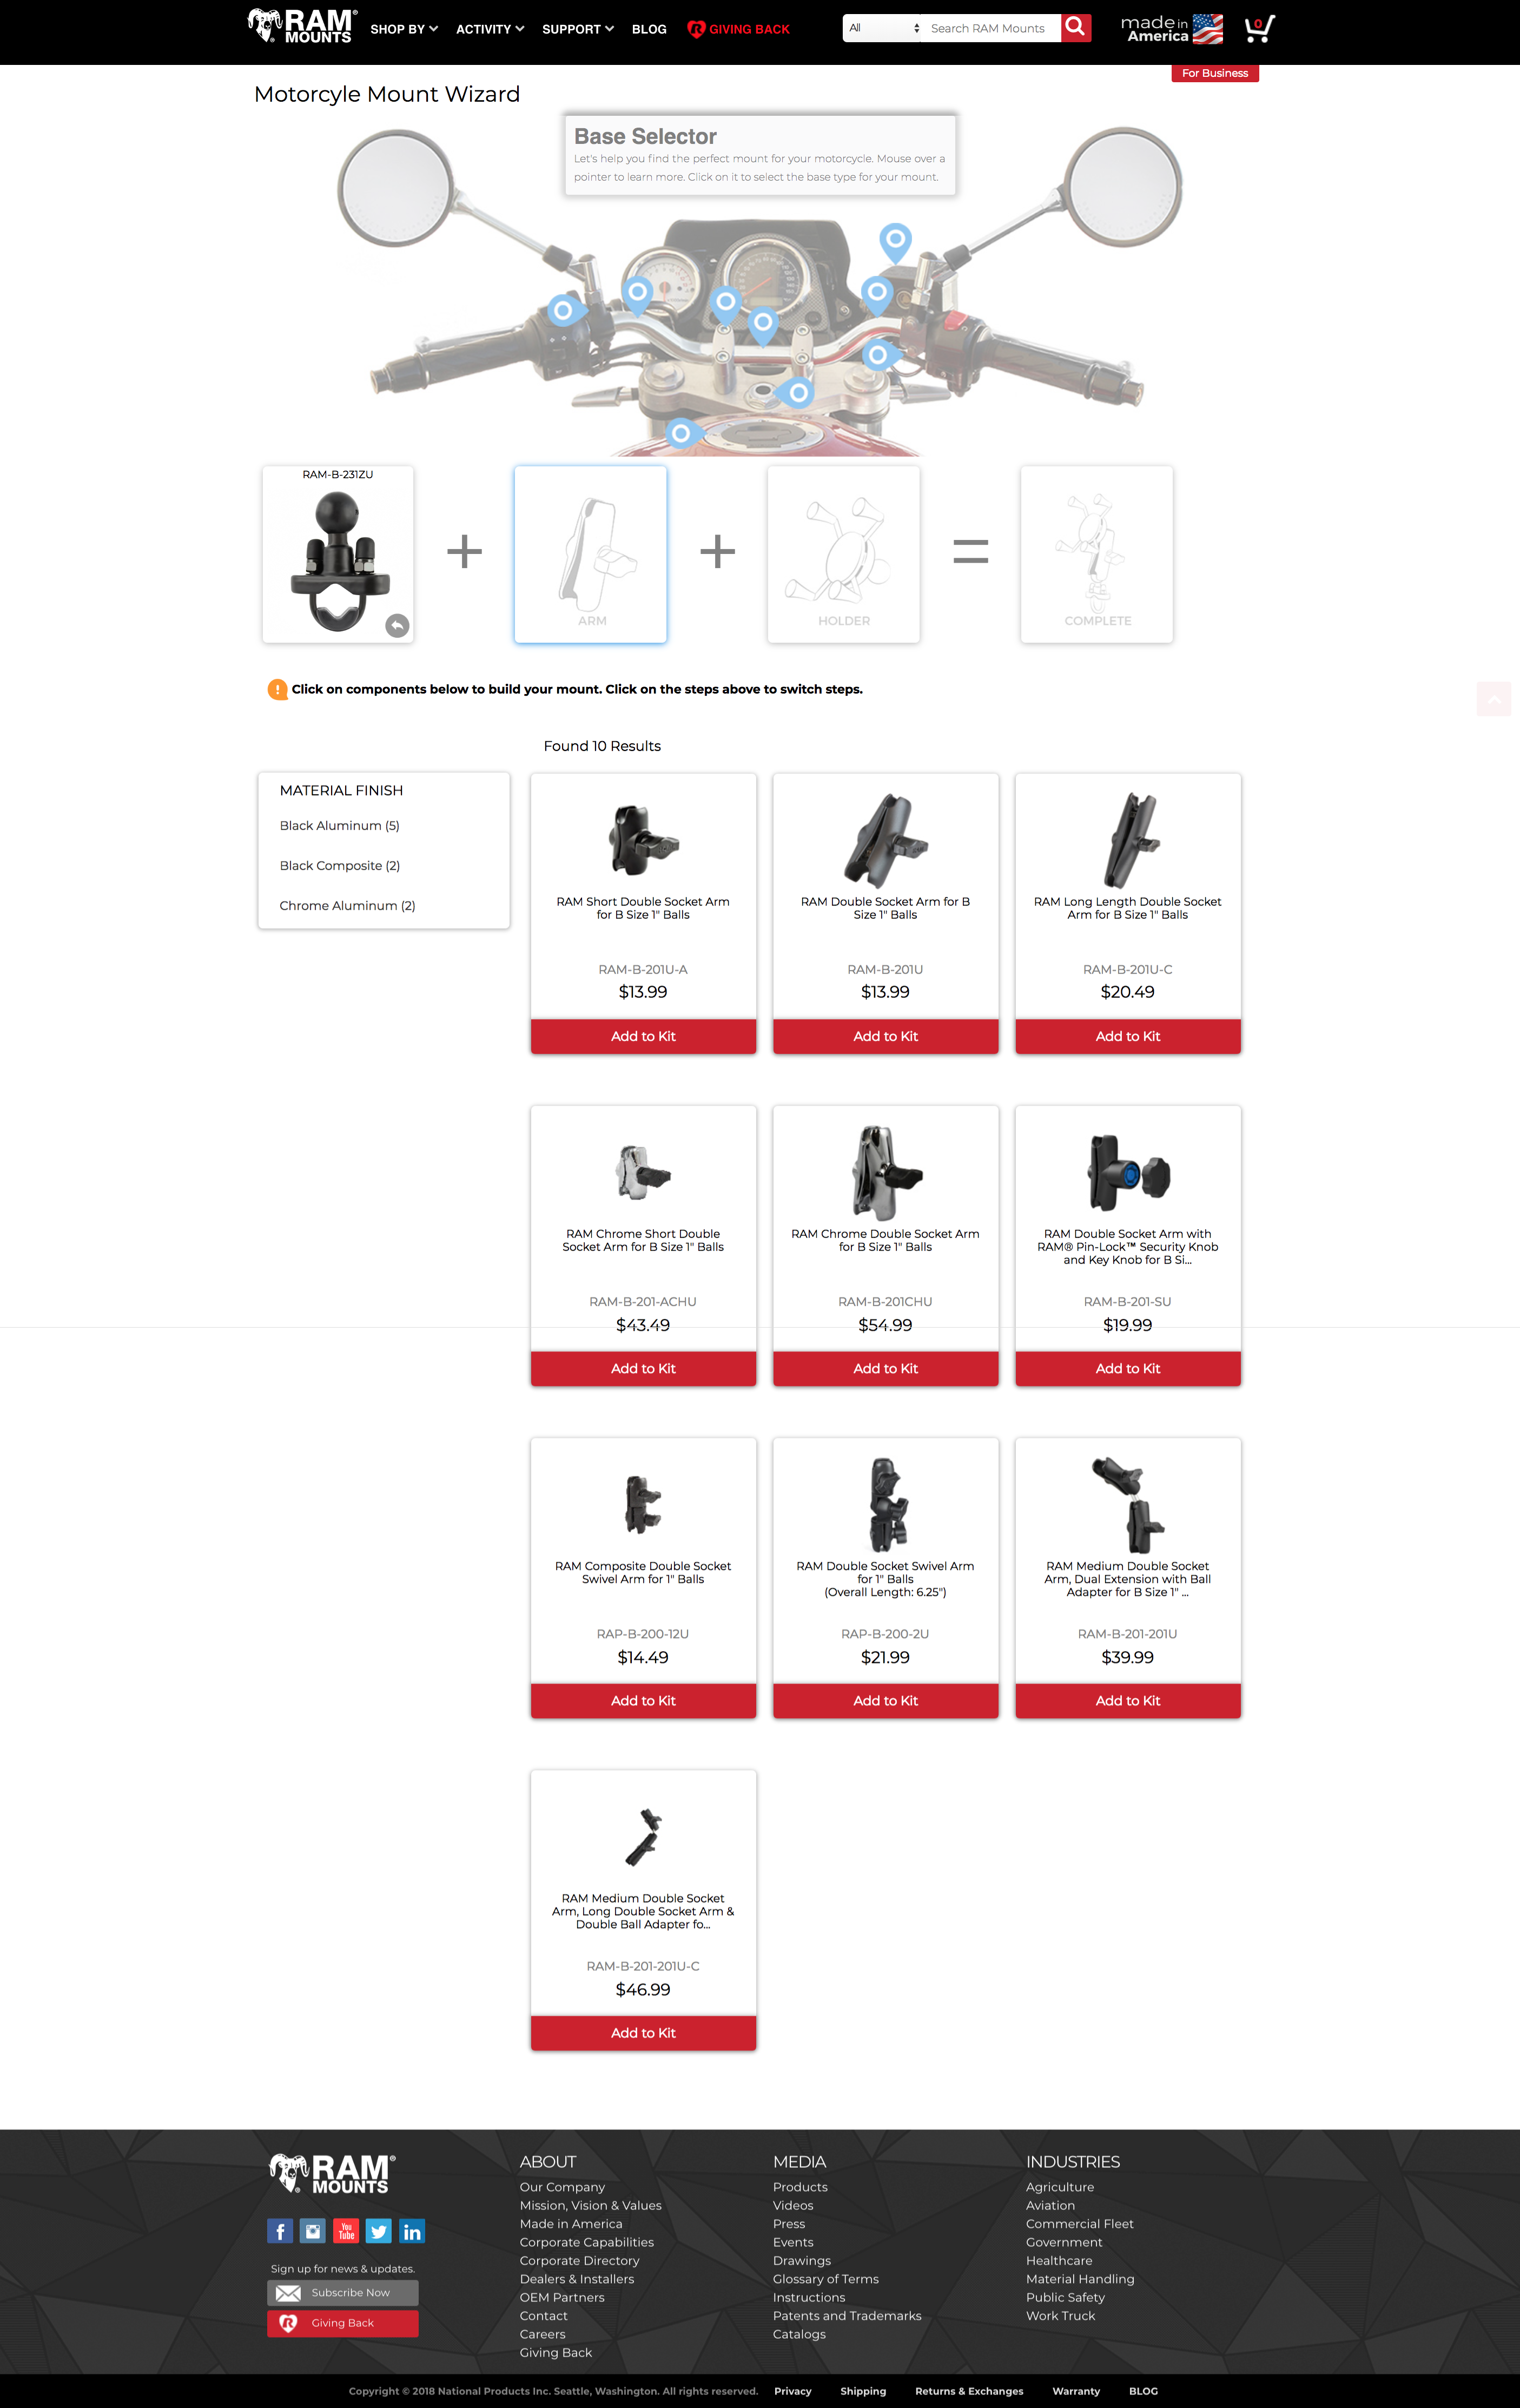 RAM®
MOUNTS
SHOP BY
ACTIVITY
SUPPORT
BLOG
GIVING BACK
All
Search RAM Mounts
made in
America
0
For Business
Motorcyle Mount Wizard
Base Selector
Let's help you find the perfect mount for your motorcycle. Mouse over a
pointer to learn more. Click on it to select the base type for your mount.
RAM-B-231ZU
+
ARM
+
HOLDER
=
COMPLETE
! Click on components below to build your mount. Click on the steps above to switch steps.
Found 10 Results
MATERIAL FINISH
Black Aluminum (5)
Black Composite (2)
Chrome Aluminum (2)
RAM Short Double Socket Arm
for B Size 1" Balls
RAM-B-201U-A
$13.99
Add to Kit
RAM Double Socket Arm for B
Size 1" Balls
RAM-B-201U
$13.99
Add to Kit
RAM Long Length Double Socket
Arm for B Size 1" Balls
RAM-B-201U-C
$20.49
Add to Kit
RAM Chrome Short Double
Socket Arm for B Size 1" Balls
RAM-B-201-ACHU
$43.49
Add to Kit
RAM Chrome Double Socket Arm
for B Size 1" Balls
RAM-B-201CHU
$54.99
Add to Kit
RAM Double Socket Arm with
RAM® Pin-Lock™ Security Knob
and Key Knob for B Si...
RAM-B-201-SU
$19.99
Add to Kit
RAM Composite Double Socket
Swivel Arm for 1" Balls
RAP-B-200-12U
$14.49
Add to Kit
RAM Double Socket Swivel Arm
for 1" Balls
(Overall Length: 6.25")
RAP-B-200-2U
$21.99
Add to Kit
RAM Medium Double Socket
Arm, Dual Extension with Ball
Adapter for B Size 1" ...
RAM-B-201-201U
$39.99
Add to Kit
RAM Medium Double Socket
Arm, Long Double Socket Arm &
Double Ball Adapter fo...
RAM-B-201-201U-C
$46.99
Add to Kit
RAM®
MOUNTS
f
You
Tube
in
Sign up for news & updates.
Subscribe Now
Giving Back
ABOUT
Our Company
Mission, Vision & Values
Made in America
Corporate Capabilities
Corporate Directory
Dealers & Installers
OEM Partners
Contact
Careers
Giving Back
MEDIA
Products
Videos
Press
Events
Drawings
Glossary of Terms
Instructions
Patents and Trademarks
Catalogs
INDUSTRIES
Agriculture
Aviation
Commercial Fleet
Government
Healthcare
Material Handling
Public Safety
Work Truck
Copyright © 2018 National Products Inc. Seattle, Washington. All rights reserved.
Privacy
Shipping
Returns & Exchanges
Warranty
BLOG